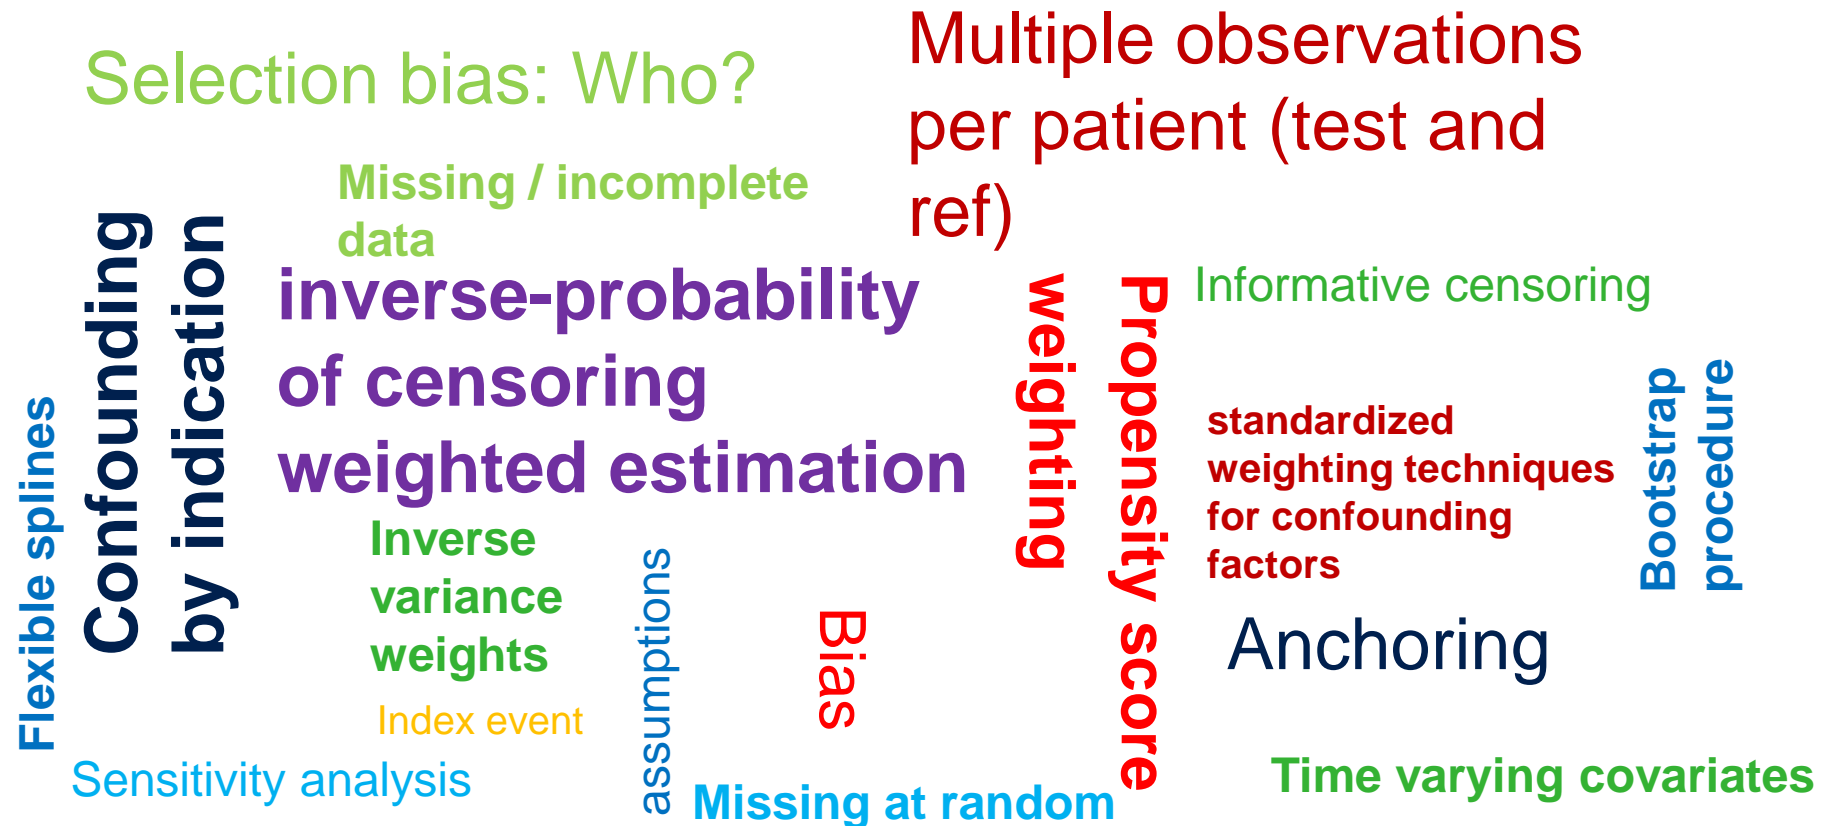 Selection bias: Who?
Multiple observations
per patient (test and
ref)
Missing / incomplete
data
Confounding
by indication
inverse-probability
of censoring
weighted estimation
Propensity score
weighting
Informative censoring
Flexible splines
standardized
weighting techniques
for confounding
factors
Bootstrap
procedure
Inverse
variance
weights
assumptions
Bias
Anchoring
Index event
Sensitivity analysis
Missing at random
Time varying covariates